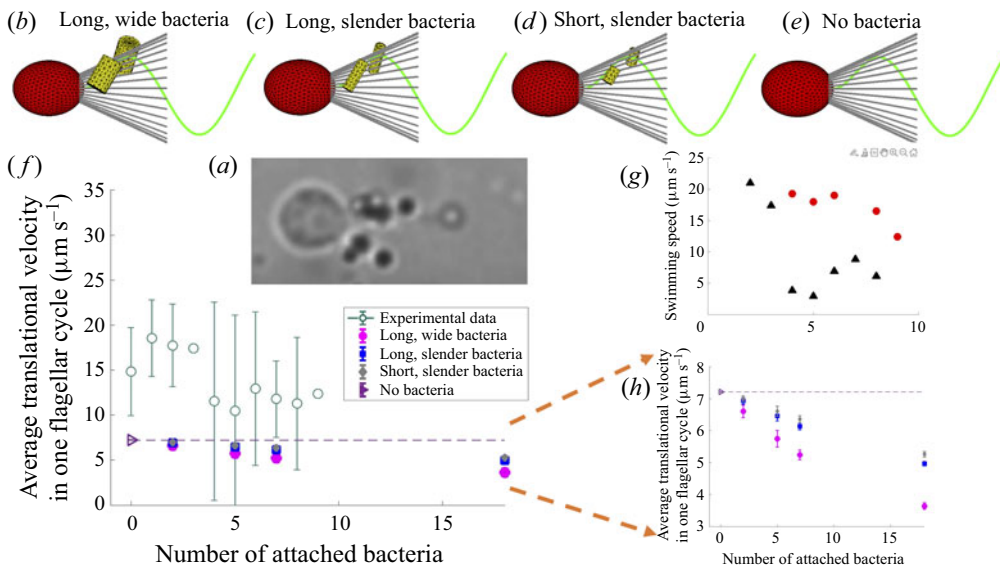 (b) Long, wide bacteria
(c) Long, slender bacteria
(d) Short, slender bacteria
(e) No bacteria
(f)
(a)
Average translational velocity
in one flagellar cycle (μm s⁻¹)
35
30
25
20
15
10
5
0
0
5
10
15
Number of attached bacteria
Experimental data
Long, wide bacteria
Long, slender bacteria
Short, slender bacteria
No bacteria
(g)
Swimming speed (μm s⁻¹)
25
20
15
10
5
0
0
5
10
(h)
Average translational velocity
in one flagellar cycle (μm s⁻¹)
8
7
6
5
4
3
0
5
10
15
Number of attached bacteria